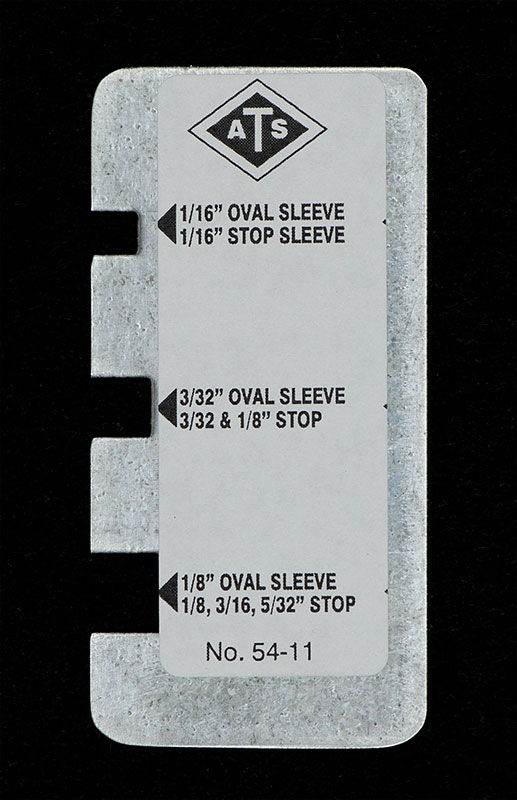 ATS
1/16” OVAL SLEEVE
1/16” STOP SLEEVE
3/32” OVAL SLEEVE
3/32 & 1/8” STOP
1/8” OVAL SLEEVE
1/8, 3/16, 5/32” STOP
No. 54-11